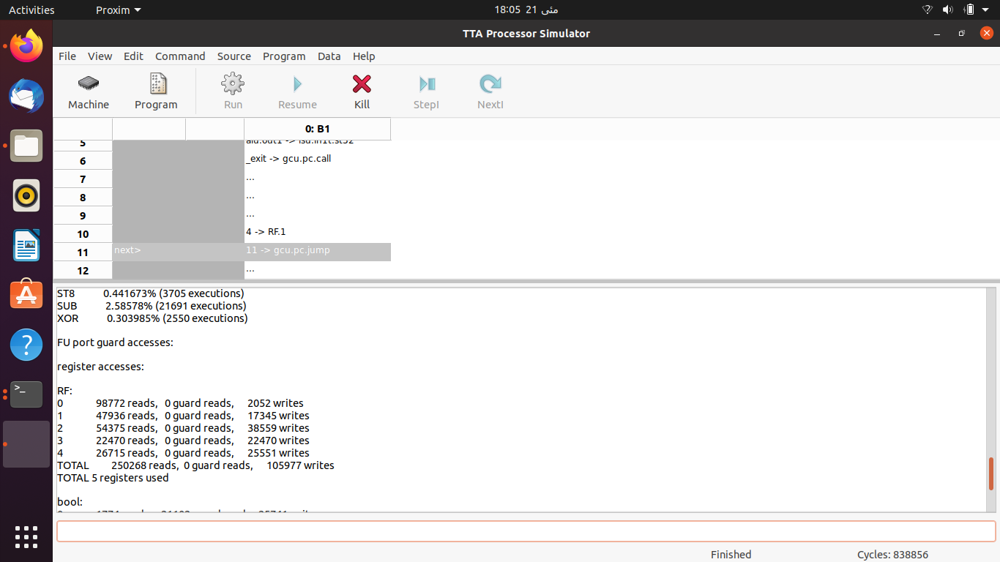 Activities Proxim 18:05 21 مئی
TTA Processor Simulator
File View Edit Command Source Program Data Help
Machine Program Run Resume Kill StepI NextI
0: B1
5 alu.out1 -> lsu.in1t.st32
6 _exit -> gcu.pc.call
7 ...
8 ...
9 ...
10 4 -> RF.1
11 next> 11 -> gcu.pc.jump
12 ...
ST8 0.441673% (3705 executions)
SUB 2.58578% (21691 executions)
XOR 0.303985% (2550 executions)
FU port guard accesses:
register accesses:
RF:
0 98772 reads, 0 guard reads, 2052 writes
1 47936 reads, 0 guard reads, 17345 writes
2 54375 reads, 0 guard reads, 38559 writes
3 22470 reads, 0 guard reads, 22470 writes
4 26715 reads, 0 guard reads, 25551 writes
TOTAL 250268 reads, 0 guard reads, 105977 writes
TOTAL 5 registers used
bool:
Finished Cycles: 838856